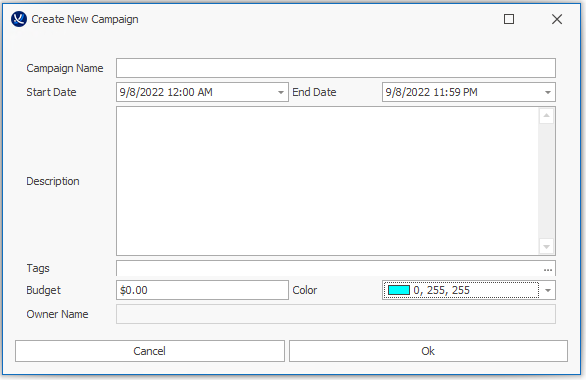 Create New Campaign
Campaign Name
Start Date 9/8/2022 12:00 AM End Date 9/8/2022 11:59 PM
Description
Tags ...
Budget $0.00 Color 0, 255, 255
Owner Name
Cancel Ok